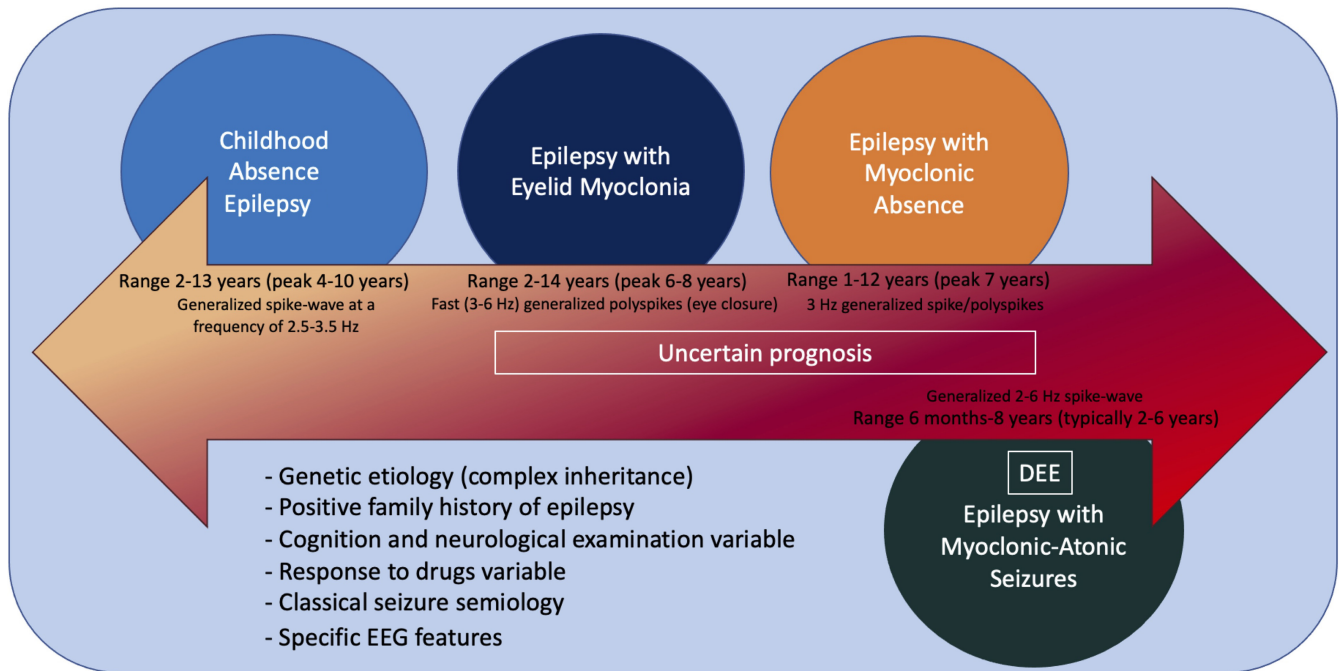 Childhood
Absence
Epilepsy
Epilepsy with
Eyelid Myoclonia
Epilepsy with
Myoclonic
Absence
Range 2-13 years (peak 4-10 years)
Generalized spike-wave at a
frequency of 2.5-3.5 Hz
Range 2-14 years (peak 6-8 years)
Fast (3-6 Hz) generalized polyspikes (eye closure)
Range 1-12 years (peak 7 years)
3 Hz generalized spike/polyspikes
Uncertain prognosis
Generalized 2-6 Hz spike-wave
Range 6 months-8 years (typically 2-6 years)
- Genetic etiology (complex inheritance)
- Positive family history of epilepsy
- Cognition and neurological examination variable
- Response to drugs variable
- Classical seizure semiology
- Specific EEG features
DEE
Epilepsy with
Myoclonic-Atonic
Seizures